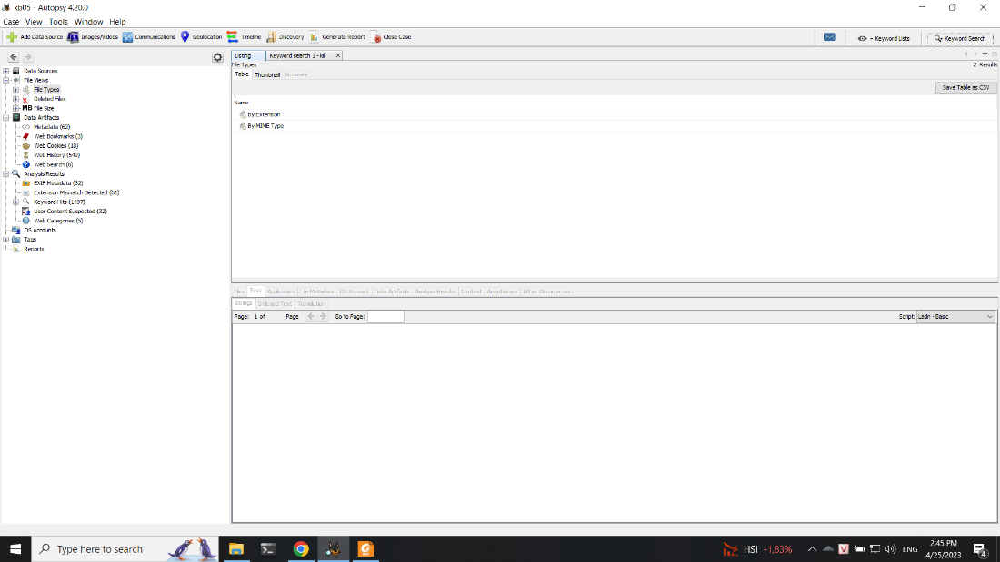 kb05 - Autopsy 4.20.0
Case View Tools Window Help
Add Data Source Images/Videos Communications Geolocation Timeline Discovery Generate Report Close Case Keyword Lists Keyword Search
Listing Keyword search 1 - kill
File Types 2 Results
Table Thumbnail Summary
Save Table as CSV
Name
By Extension
By MIME Type
Data Sources
File Views
File Types
Deleted Files
MB File Size
Data Artifacts
Metadata (62)
Web Bookmarks (3)
Web Cookies (18)
Web History (549)
Web Search (6)
Analysis Results
EXIF Metadata (32)
Extension Mismatch Detected (61)
Keyword Hits (1497)
User Content Suspected (32)
Web Categories (5)
OS Accounts
Tags
Reports
Hex Text Application File Metadata OS Account Data Artifacts Analysis Results Context Annotations Other Occurrences
Strings Indexed Text Translation
Page: 1 of Page Go to Page: Script: Latin - Basic
Type here to search HSI -1,83% ENG 2:45 PM
4/25/2023 4